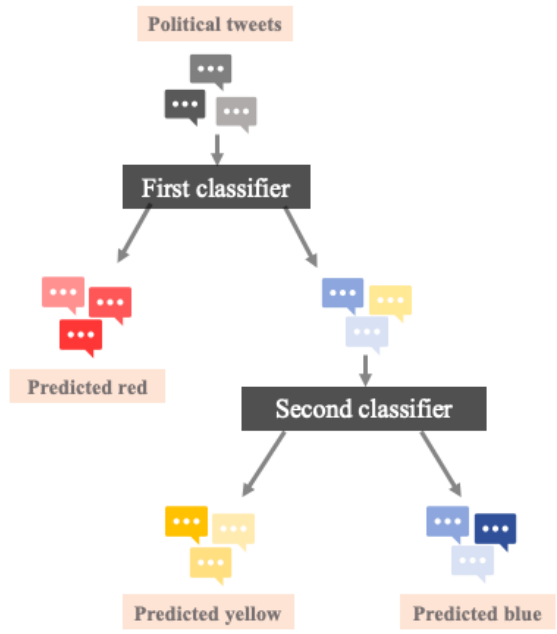 Political tweets
First classifier
Predicted red
Second classifier
Predicted yellow
Predicted blue